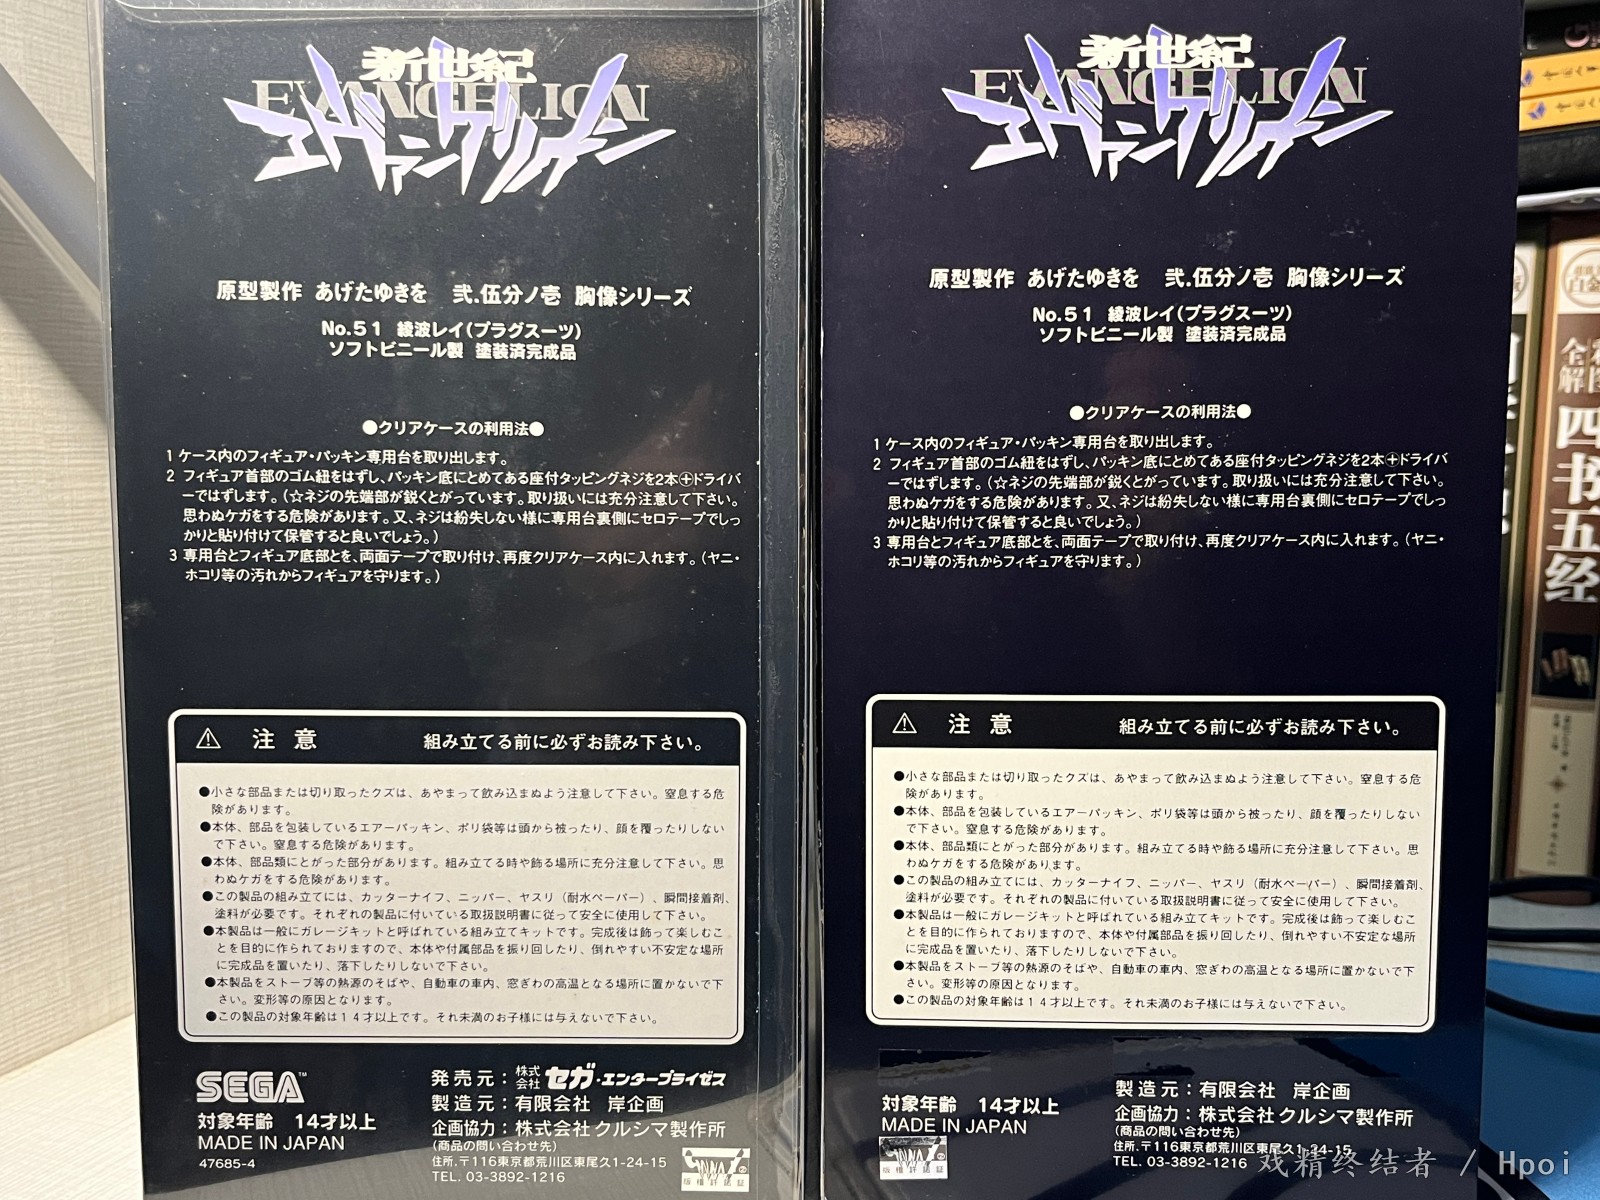 新世紀
EVANGELION
エヴァンゲリオン
原型製作 あげたゆきを 弐.伍分ノ壱 胸像シリーズ
No.51 綾波レイ(プラグスーツ)
ソフトビニール製 塗装済完成品
●クリアケースの利用法●
1 ケース内のフィギュア・パッキン専用台を取り出します。
2 フィギュア首部のゴム紐をはずし、パッキン底にとめてある座付タッピングネジを2本⊕ドライバ
ーではずします。(☆ネジの先端部が鋭くとがっています。取り扱いには充分注意して下さい。
思わぬケガをする危険があります。又、ネジは紛失しない様に専用台裏側にセロテープでしっ
かりと貼り付けて保管すると良いでしょう。)
3 専用台とフィギュア底部とを、両面テープで取り付け、再度クリアケース内に入れます。(ヤニ・
ホコリ等の汚れからフィギュアを守ります。)
⚠ 注意 組み立てる前に必ずお読み下さい。
●小さな部品または切り取ったクズは、あやまって飲み込まぬよう注意して下さい。窒息する危
険があります。
●本体、部品を包装しているエアーパッキン、ポリ袋等は頭から被ったり、顔を覆ったりしない
で下さい。窒息する危険があります。
●本体、部品類にとがった部分があります。組み立てる時や飾る場所に充分注意して下さい。思
わぬケガをする危険があります。
●この製品の組み立てには、カッターナイフ、ニッパー、ヤスリ(耐水ペーパー)、瞬間接着剤、
塗料が必要です。それぞれの製品に付いている取扱説明書に従って安全に使用して下さい。
●本製品は一般にガレージキットと呼ばれている組み立てキットです。完成後は飾って楽しむこ
とを目的に作られておりますので、本体や付属部品を振り回したり、倒れやすい不安定な場所
に完成品を置いたり、落下したりしないで下さい。
●本製品をストーブ等の熱源のそばや、自動車の車内、窓ぎわの高温となる場所に置かないで下
さい。変形等の原因となります。
●この製品の対象年齢は14才以上です。それ未満のお子様には与えないで下さい。
SEGA™
対象年齢 14才以上
MADE IN JAPAN
47685-4
発売元:株式会社セガ・エンタープライゼス
製造元:有限会社 岸企画
企画協力:株式会社クルシマ製作所
(商品の問い合わせ先)
住所.〒116東京都荒川区東尾久1-24-15
TEL. 03-3892-1216
版権許諾証
新世紀
EVANGELION
エヴァンゲリオン
原型製作 あげたゆきを 弐.伍分ノ壱 胸像シリーズ
No.51 綾波レイ(プラグスーツ)
ソフトビニール製 塗装済完成品
●クリアケースの利用法●
1 ケース内のフィギュア・パッキン専用台を取り出します。
2 フィギュア首部のゴム紐をはずし、パッキン底にとめてある座付タッピングネジを2本⊕ドライバ
ーではずします。(☆ネジの先端部が鋭くとがっています。取り扱いには充分注意して下さい。
思わぬケガをする危険があります。又、ネジは紛失しない様に専用台裏側にセロテープでしっ
かりと貼り付けて保管すると良いでしょう。)
3 専用台とフィギュア底部とを、両面テープで取り付け、再度クリアケース内に入れます。(ヤニ・
ホコリ等の汚れからフィギュアを守ります。)
⚠ 注意 組み立てる前に必ずお読み下さい。
●小さな部品または切り取ったクズは、あやまって飲み込まぬよう注意して下さい。窒息する危
険があります。
●本体、部品を包装しているエアーパッキン、ポリ袋等は頭から被ったり、顔を覆ったりしない
で下さい。窒息する危険があります。
●本体、部品類にとがった部分があります。組み立てる時や飾る場所に充分注意して下さい。思
わぬケガをする危険があります。
●この製品の組み立てには、カッターナイフ、ニッパー、ヤスリ(耐水ペーパー)、瞬間接着剤、
塗料が必要です。それぞれの製品に付いている取扱説明書に従って安全に使用して下さい。
●本製品は一般にガレージキットと呼ばれている組み立てキットです。完成後は飾って楽しむこ
とを目的に作られておりますので、本体や付属部品を振り回したり、倒れやすい不安定な場所
に完成品を置いたり、落下したりしないで下さい。
●本製品をストーブ等の熱源のそばや、自動車の車内、窓ぎわの高温となる場所に置かないで下
さい。変形等の原因となります。
●この製品の対象年齢は14才以上です。それ未満のお子様には与えないで下さい。
対象年齢 14才以上
MADE IN JAPAN
版権許諾証
製造元:有限会社 岸企画
企画協力:株式会社クルシマ製作所
(商品の問い合わせ先)
住所.〒116東京都荒川区東尾久1-24-15
TEL. 03-3892-1216
四书五经
戏精终结者 / Hpoi